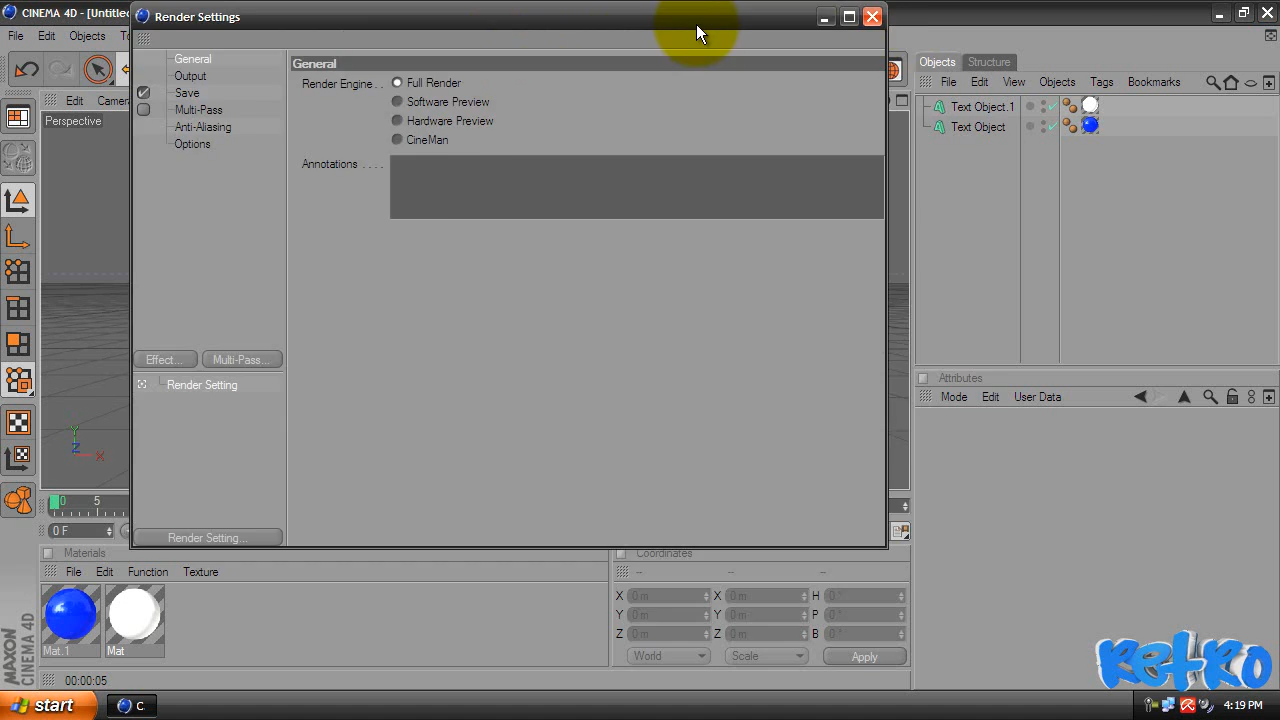 CINEMA 4D - [Untitle
File Edit Objects T
Render Settings
General
Output
Save
Multi-Pass
Anti-Aliasing
Options
Effect...
Multi-Pass...
Render Setting
Render Setting...
General
Render Engine . . . Full Render
Software Preview
Hardware Preview
CineMan
Annotations . . . .
Edit Camera
Perspective
Y
Z
X
0 5
0 F
Objects Structure
File Edit View Objects Tags Bookmarks
Text Object.1
Text Object
Attributes
Mode Edit User Data
Materials
File Edit Function Texture
Mat.1 Mat
Coordinates
-- -- --
X 0 m X 0 m H 0 °
Y 0 m Y 0 m P 0 °
Z 0 m Z 0 m B 0 °
World Scale Apply
MAXON
CINEMA 4D
00:00:05
retro
start C 4:19 PM